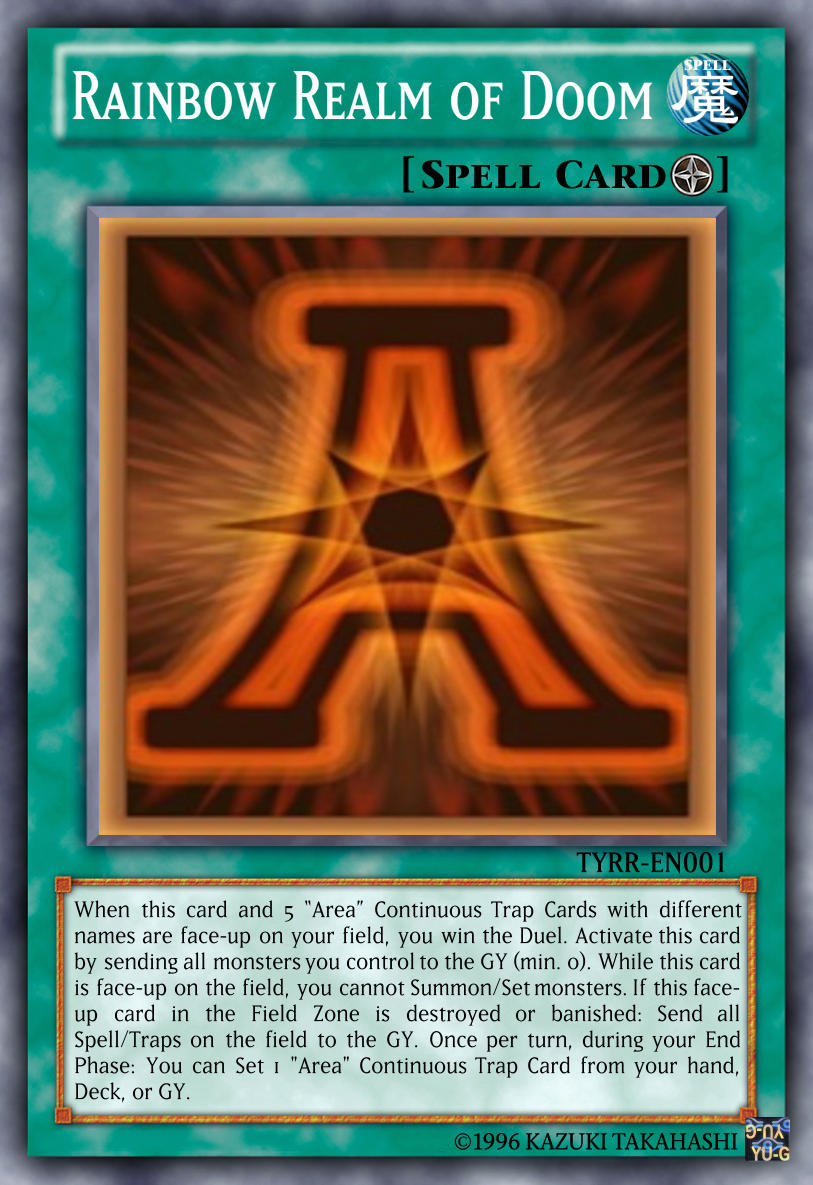 RAINBOW REALM OF DOOM
SPELL
魔
[SPELL CARD]
A
TYRR-EN001
When this card and 5 "Area" Continuous Trap Cards with different
names are face-up on your field, you win the Duel. Activate this card
by sending all monsters you control to the GY (min. 0). While this card
is face-up on the field, you cannot Summon/Set monsters. If this face-
up card in the Field Zone is destroyed or banished: Send all
Spell/Traps on the field to the GY. Once per turn, during your End
Phase: You can Set 1 "Area" Continuous Trap Card from your hand,
Deck, or GY.
©1996 KAZUKI TAKAHASHI
YU-G
YU-G